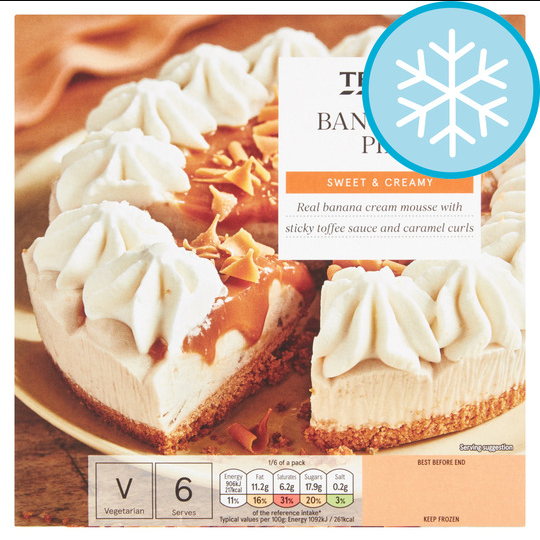 SWEET & CREAMY
Real banana cream mousse with
sticky toffee sauce and caramel curls
Serving suggestion
V
Vegetarian
6
Serves
1/6 of a pack
Energy
906kJ
217kcal
11%
Fat
11.2g
16%
Saturates
6.2g
31%
Sugars
17.9g
20%
Salt
0.2g
3%
of the reference intake*
Typical values per 100g: Energy 1092kJ / 261kcal
BEST BEFORE END
KEEP FROZEN